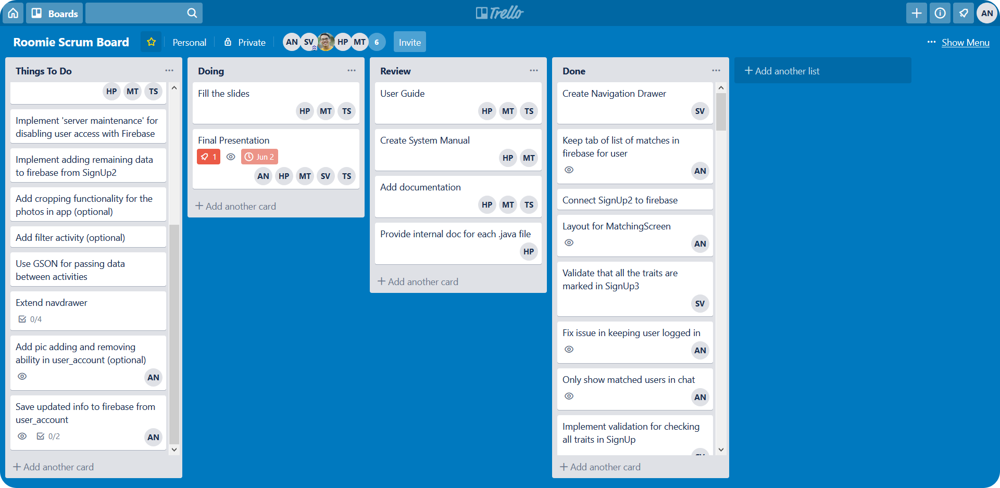 Boards
Trello
AN
Roomie Scrum Board
Personal
Private
AN
SV
HP
MT
6
Invite
Show Menu
Things To Do
HP
MT
TS
Implement 'server maintenance' for
disabling user access with Firebase
Implement adding remaining data
to firebase from SignUp2
Add cropping functionality for the
photos in app (optional)
Add filter activity (optional)
Use GSON for passing data
between activities
Extend navdrawer
0/4
Add pic adding and removing
ability in user_account (optional)
AN
Save updated info to firebase from
user_account
0/2
AN
Add another card
Doing
Fill the slides
HP
MT
TS
Final Presentation
1
Jun 2
AN
HP
MT
SV
TS
Add another card
Review
User Guide
HP
MT
TS
Create System Manual
HP
MT
Add documentation
HP
MT
TS
Provide internal doc for each .java file
HP
Add another card
Done
Create Navigation Drawer
SV
Keep tab of list of matches in
firebase for user
AN
Connect SignUp2 to firebase
Layout for MatchingScreen
AN
Validate that all the traits are
marked in SignUp3
SV
Fix issue in keeping user logged in
AN
Only show matched users in chat
AN
Implement validation for checking
all traits in SignUp
Add another card
Add another list